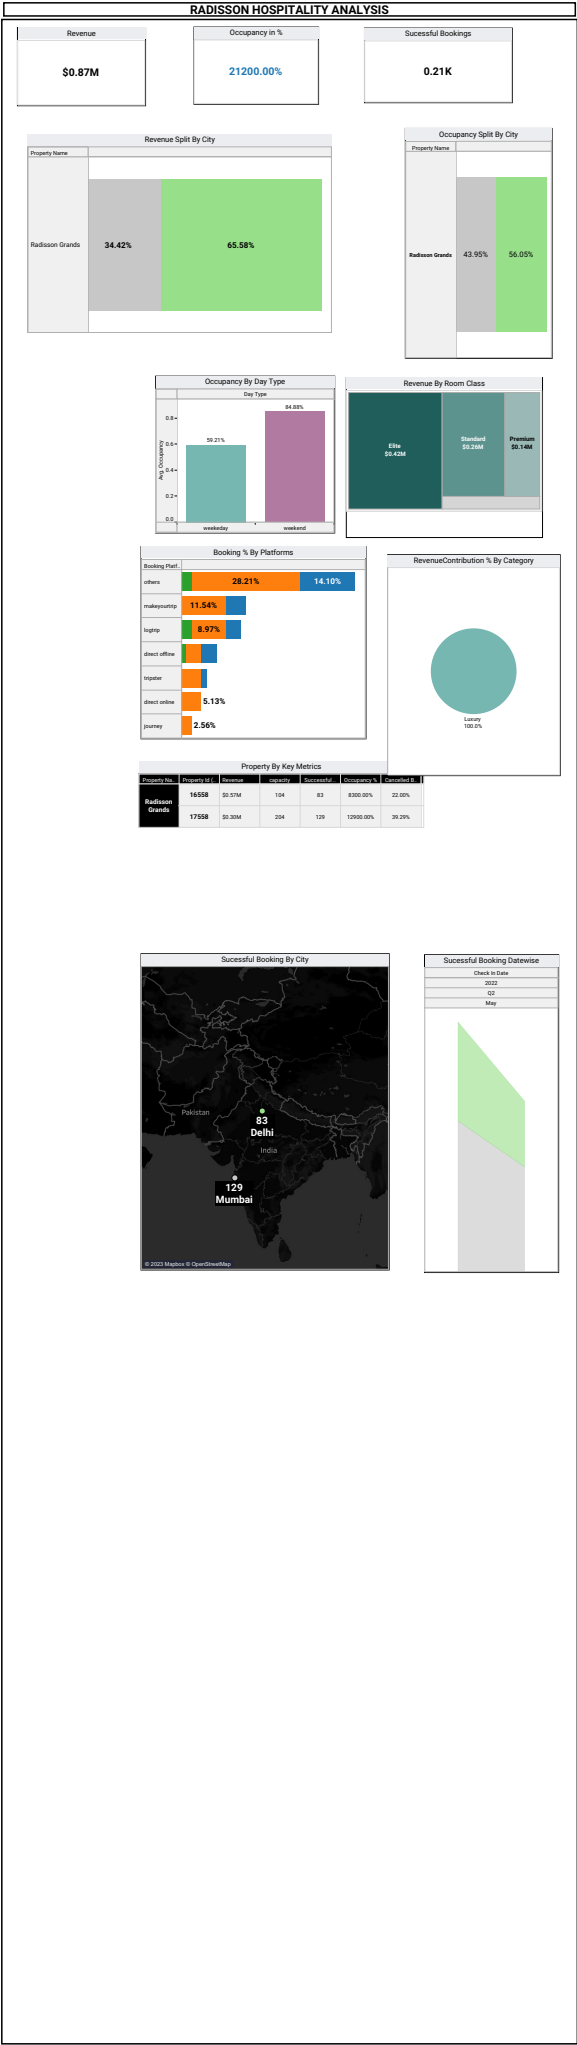 RADISSON HOSPITALITY ANALYSIS
Revenue
$0.87M
Occupancy in %
21200.00%
Sucessful Bookings
0.21K
Revenue Split By City
Property Name
Radisson Grands
34.42%
65.58%
Occupancy Split By City
Property Name
Radisson Grands
43.95%
56.05%
Occupancy By Day Type
Day Type
Avg. Occupancy
0.8
0.6
0.4
0.2
0.0
59.21%
84.88%
weekeday
weekend
Revenue By Room Class
Elite
$0.42M
Standard
$0.26M
Premium
$0.14M
Booking % By Platforms
Booking Platf..
others
28.21%
14.10%
makeyourtrip
11.54%
logtrip
8.97%
direct offline
tripster
direct online
5.13%
journey
2.56%
RevenueContribution % By Category
Luxury
100.0%
Property By Key Metrics
Property Na.. Property Id (.. Revenue capacity Successful .. Occupancy % Cancelled B..
Radisson
Grands
16558 $0.57M 104 83 8300.00% 22.00%
17558 $0.30M 204 129 12900.00% 39.29%
Sucessful Booking By City
Pakistan
83
Delhi
India
129
Mumbai
© 2023 Mapbox © OpenStreetMap
Sucessful Booking Datewise
Check In Date
2022
Q2
May